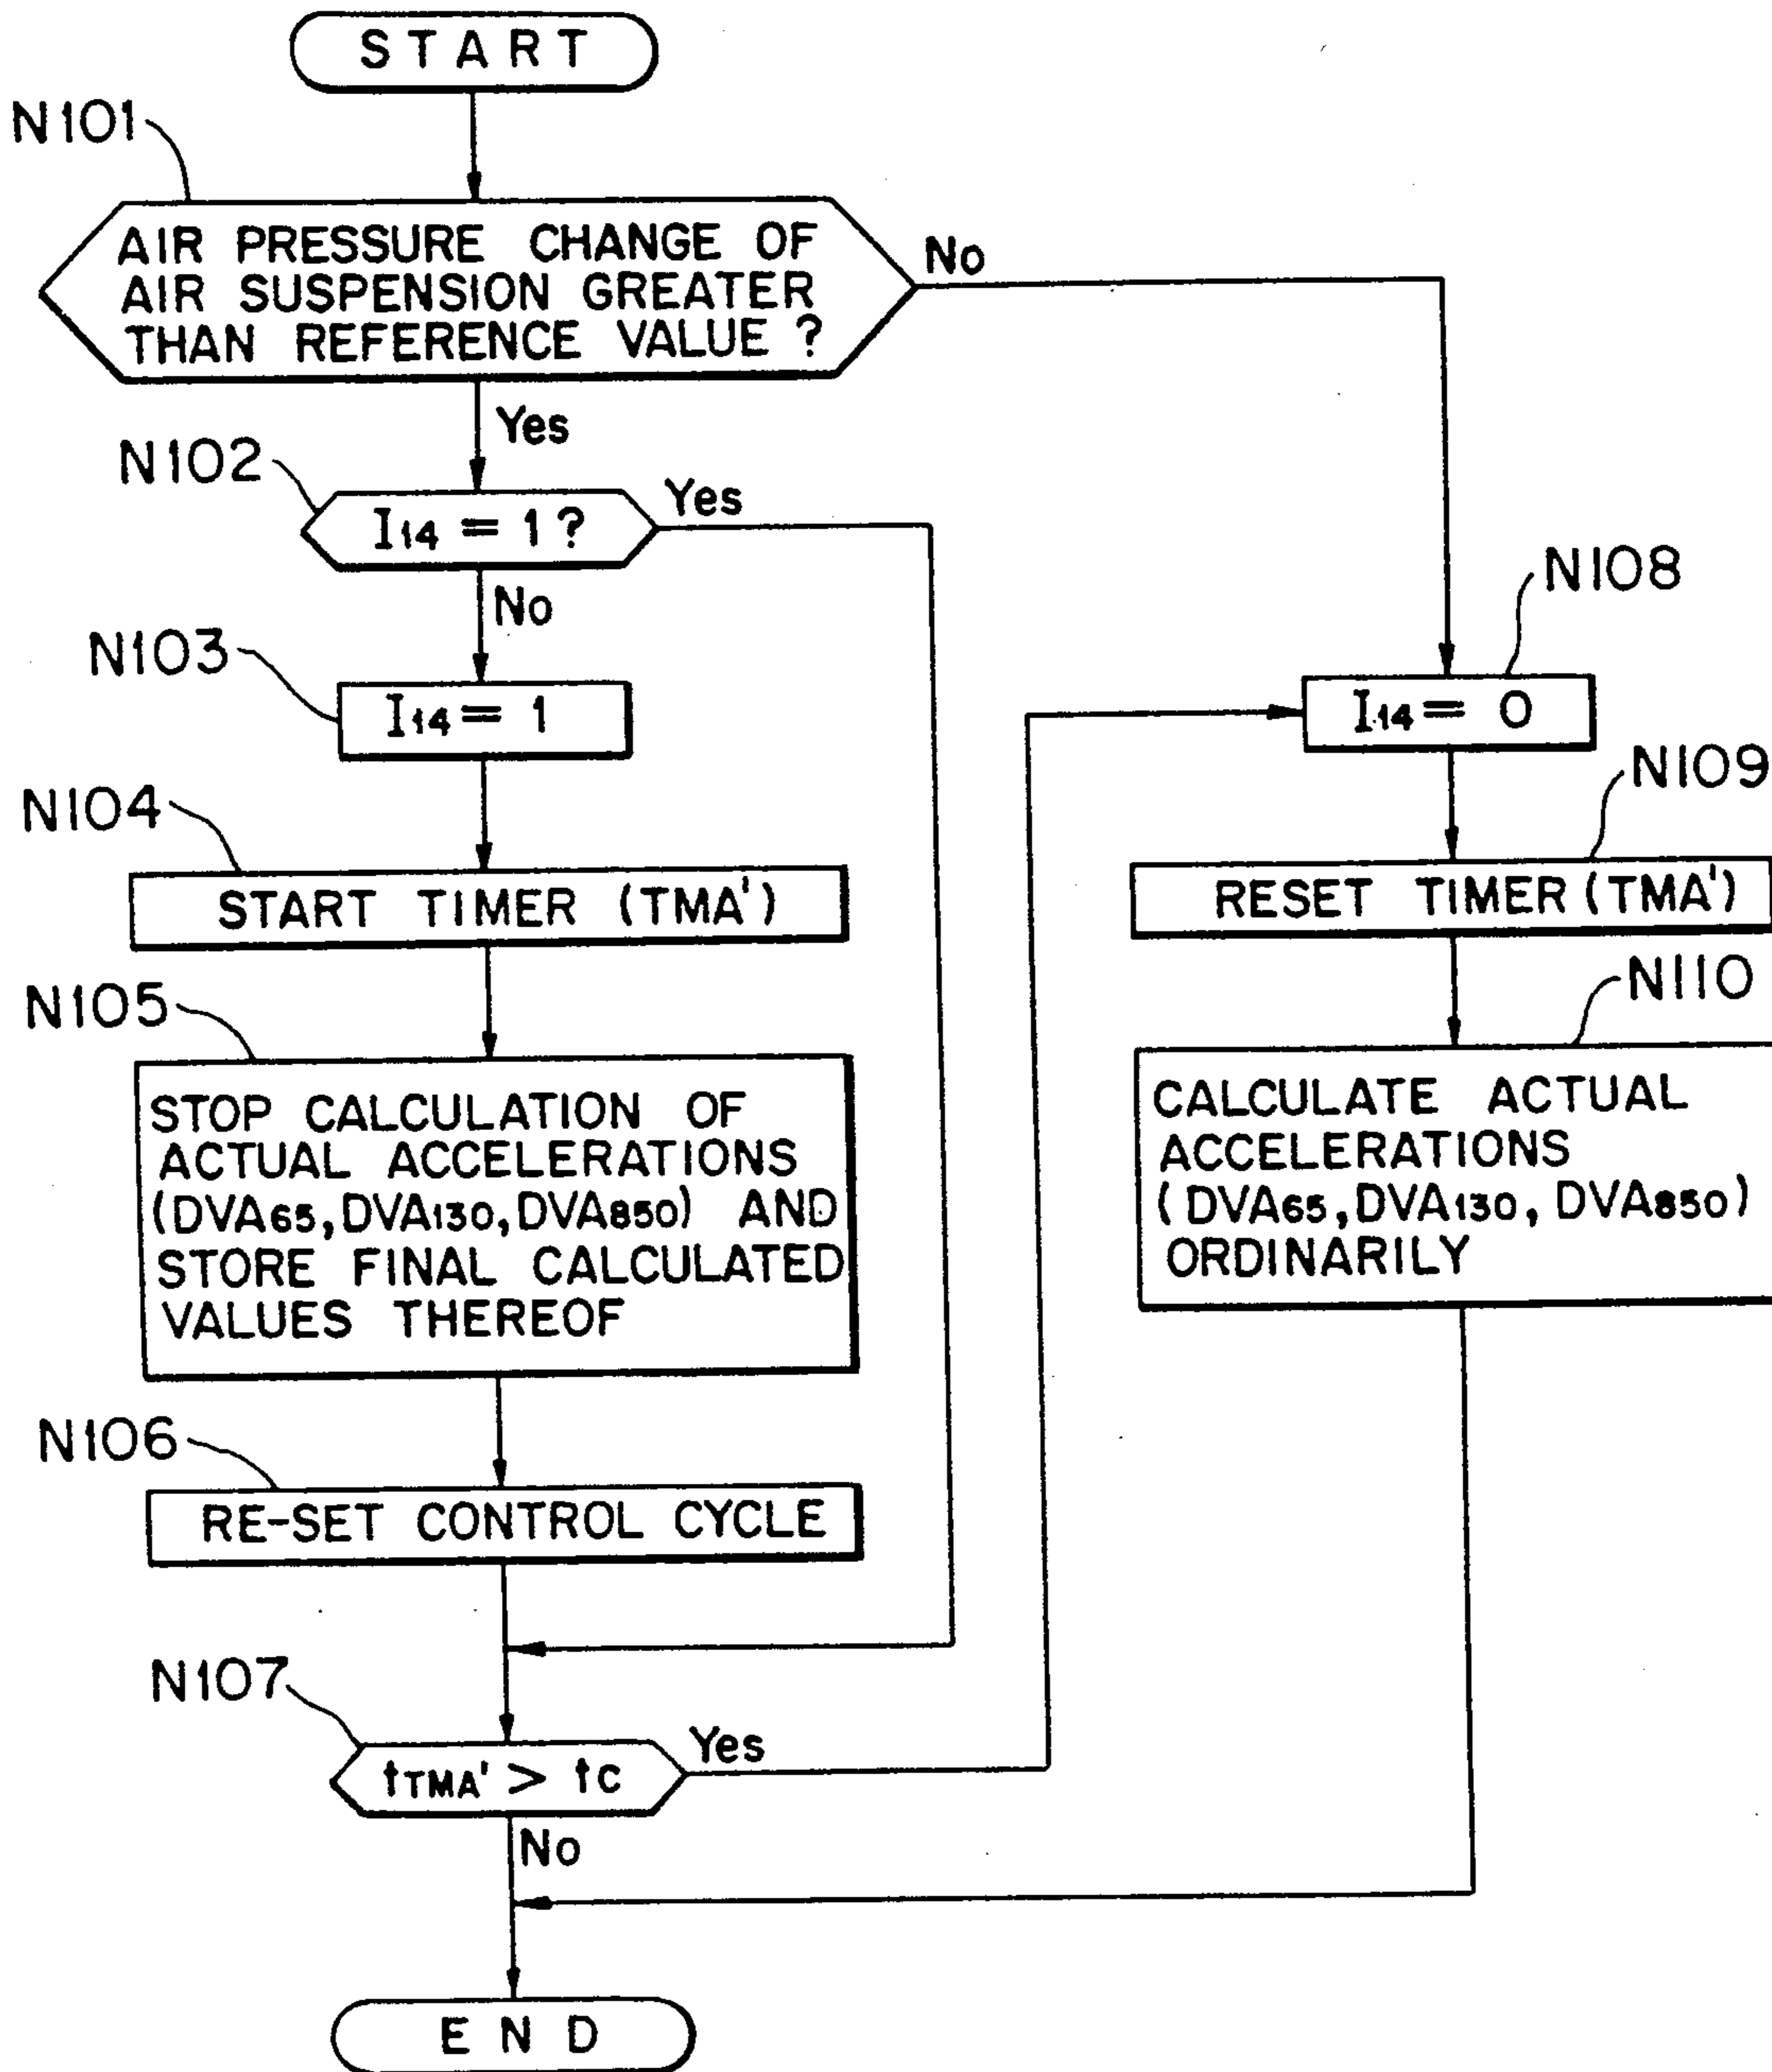 START
N101
AIR PRESSURE CHANGE OF
AIR SUSPENSION GREATER
THAN REFERENCE VALUE ?
No
Yes
N102
I14 = 1 ?
Yes
No
N103
I14 = 1
N104
START TIMER (TMA')
N105
STOP CALCULATION OF
ACTUAL ACCELERATIONS
(DVA65, DVA130, DVA850) AND
STORE FINAL CALCULATED
VALUES THEREOF
N106
RE-SET CONTROL CYCLE
N107
tTMA' > tC
Yes
No
N108
I14 = 0
N109
RESET TIMER (TMA')
N110
CALCULATE ACTUAL
ACCELERATIONS
(DVA65, DVA130, DVA850)
ORDINARILY
END